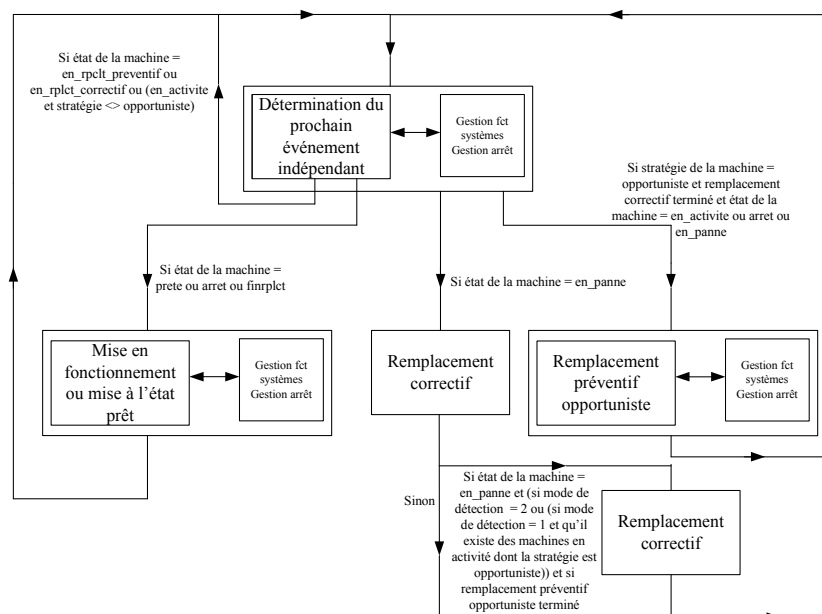 Si état de la machine =
en_rpclt_preventif ou
en_rplct_correctif ou (en_activite
et stratégie <> opportuniste)
Détermination du
prochain
événement
indépendant
Gestion fct
systèmes
Gestion arrêt
Si stratégie de la machine =
opportuniste et remplacement
correctif terminé et état de la
machine = en_activite ou arret ou
en_panne
Si état de la machine =
prete ou arret ou finrplct
Si état de la machine = en_panne
Mise en
fonctionnement
ou mise à l'état
prêt
Gestion fct
systèmes
Gestion arrêt
Remplacement
correctif
Remplacement
préventif
opportuniste
Gestion fct
systèmes
Gestion arrêt
Sinon
Si état de la machine =
en_panne et (si mode de
détection = 2 ou (si mode
de détection = 1 et qu'il
existe des machines en
activité dont la stratégie est
opportuniste)) et si
remplacement préventif
opportuniste terminé
Remplacement
correctif